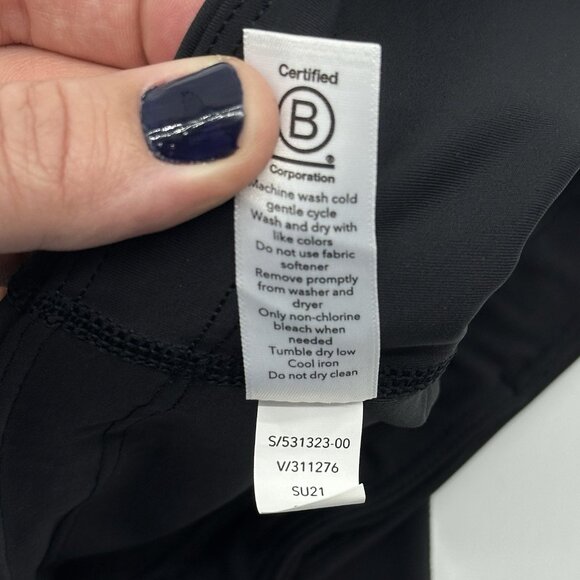 Certified
B
®
Corporation
Machine wash cold
gentle cycle
Wash and dry with
like colors
Do not use fabric
softener
Remove promptly
from washer and
dryer
Only non-chlorine
bleach when
needed
Tumble dry low
Cool iron
Do not dry clean
S/531323-00
V/311276
SU21